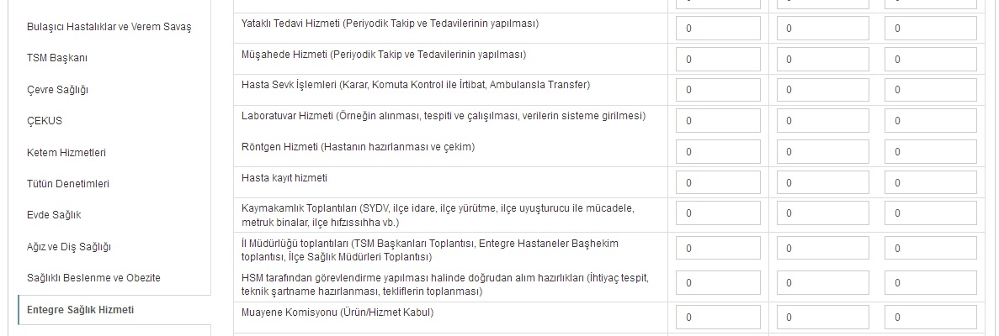 Bulaşıcı Hastalıklar ve Verem Savaş
TSM Başkanı
Çevre Sağlığı
ÇEKUS
Ketem Hizmetleri
Tütün Denetimleri
Evde Sağlık
Ağız ve Diş Sağlığı
Sağlıklı Beslenme ve Obezite
Entegre Sağlık Hizmeti
Yataklı Tedavi Hizmeti (Periyodik Takip ve Tedavilerinin yapılması) 0 0 0
Müşahede Hizmeti (Periyodik Takip ve Tedavilerinin yapılması) 0 0 0
Hasta Sevk İşlemleri (Karar, Komuta Kontrol ile İrtibat, Ambulansla Transfer) 0 0 0
Laboratuvar Hizmeti (Örneğin alınması, tespiti ve çalışılması, verilerin sisteme girilmesi) 0 0 0
Röntgen Hizmeti (Hastanın hazırlanması ve çekim) 0 0 0
Hasta kayıt hizmeti 0 0 0
Kaymakamlık Toplantıları (SYDV, ilçe idare, ilçe yürütme, ilçe uyuşturucu ile mücadele, 0 0 0
metruk binalar, ilçe hıfzıssıhha vb.)
İl Müdürlüğü toplantıları (TSM Başkanları Toplantısı, Entegre Hastaneler Başhekim 0 0 0
toplantısı, İlçe Sağlık Müdürleri Toplantısı)
HSM tarafından görevlendirme yapılması halinde doğrudan alım hazırlıkları (İhtiyaç tespit, 0 0 0
teknik şartname hazırlanması, tekliflerin toplanması)
Muayene Komisyonu (Ürün/Hizmet Kabul) 0 0 0